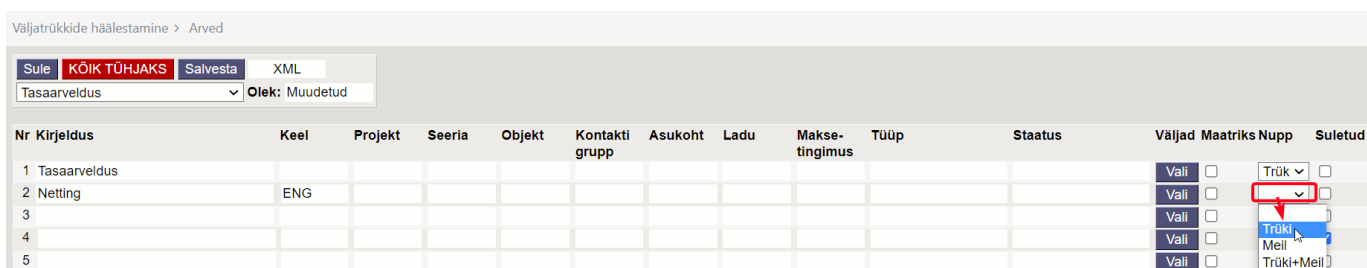 Väljatrükkide häälestamine > Arved
Sule KÕIK TÜHJAKS Salvesta XML
Tasaarveldus Olek: Muudetud
Nr Kirjeldus Keel Projekt Seeria Objekt Kontakti grupp Asukoht Ladu Makse-tingimus Tüüp Staatus Väljad Maatriks Nupp Suletud
1 Tasaarveldus Vali Trük
2 Netting ENG Vali
3 Vali
4 Vali Trüki
Meil
5 Vali Trüki+Meil